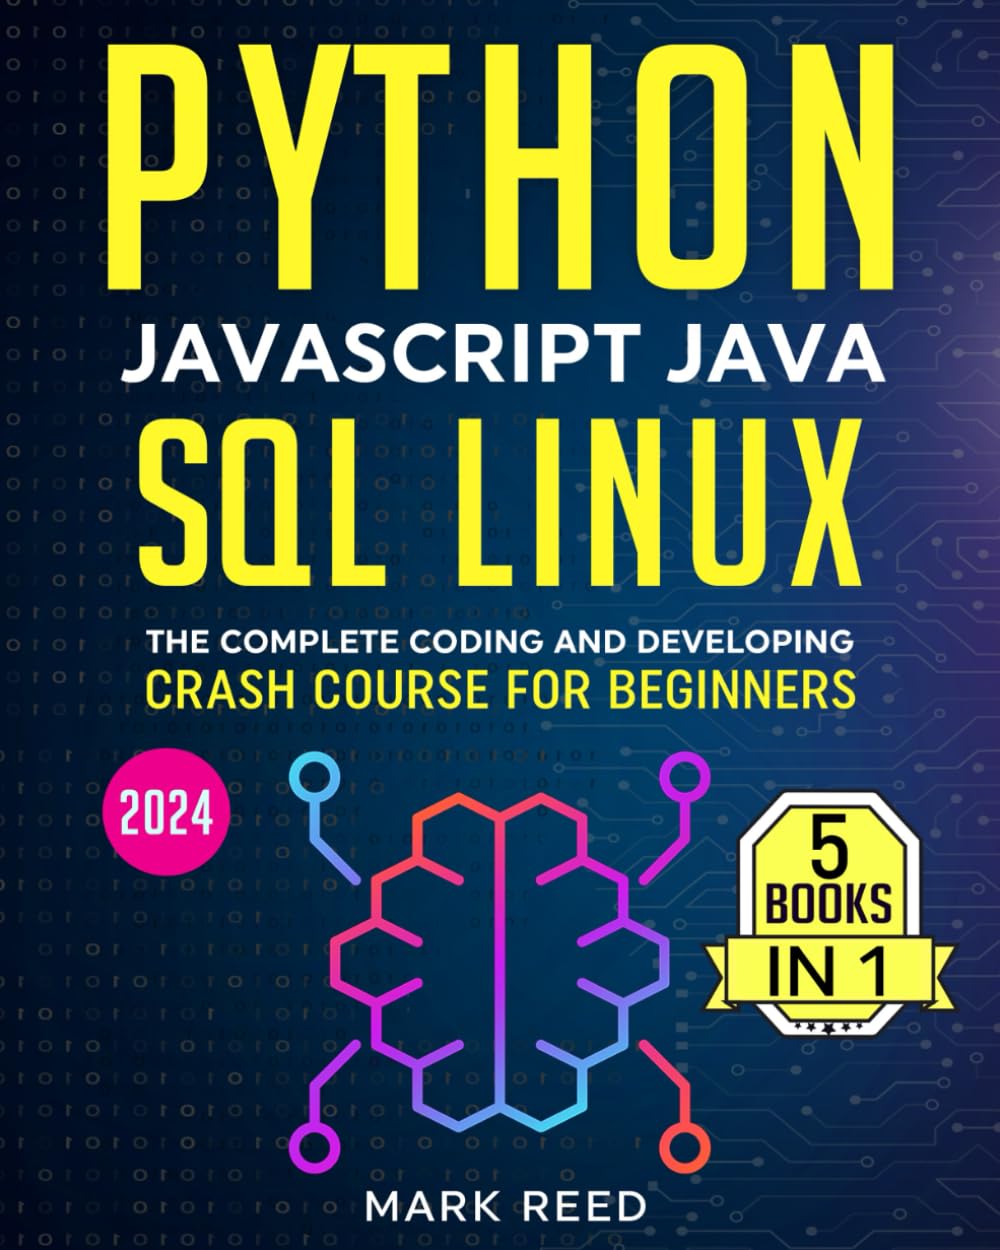 PYTHON
JAVASCRIPT JAVA
SQL LINUX
THE COMPLETE CODING AND DEVELOPING
CRASH COURSE FOR BEGINNERS
2024
5
BOOKS
IN 1
MARK REED